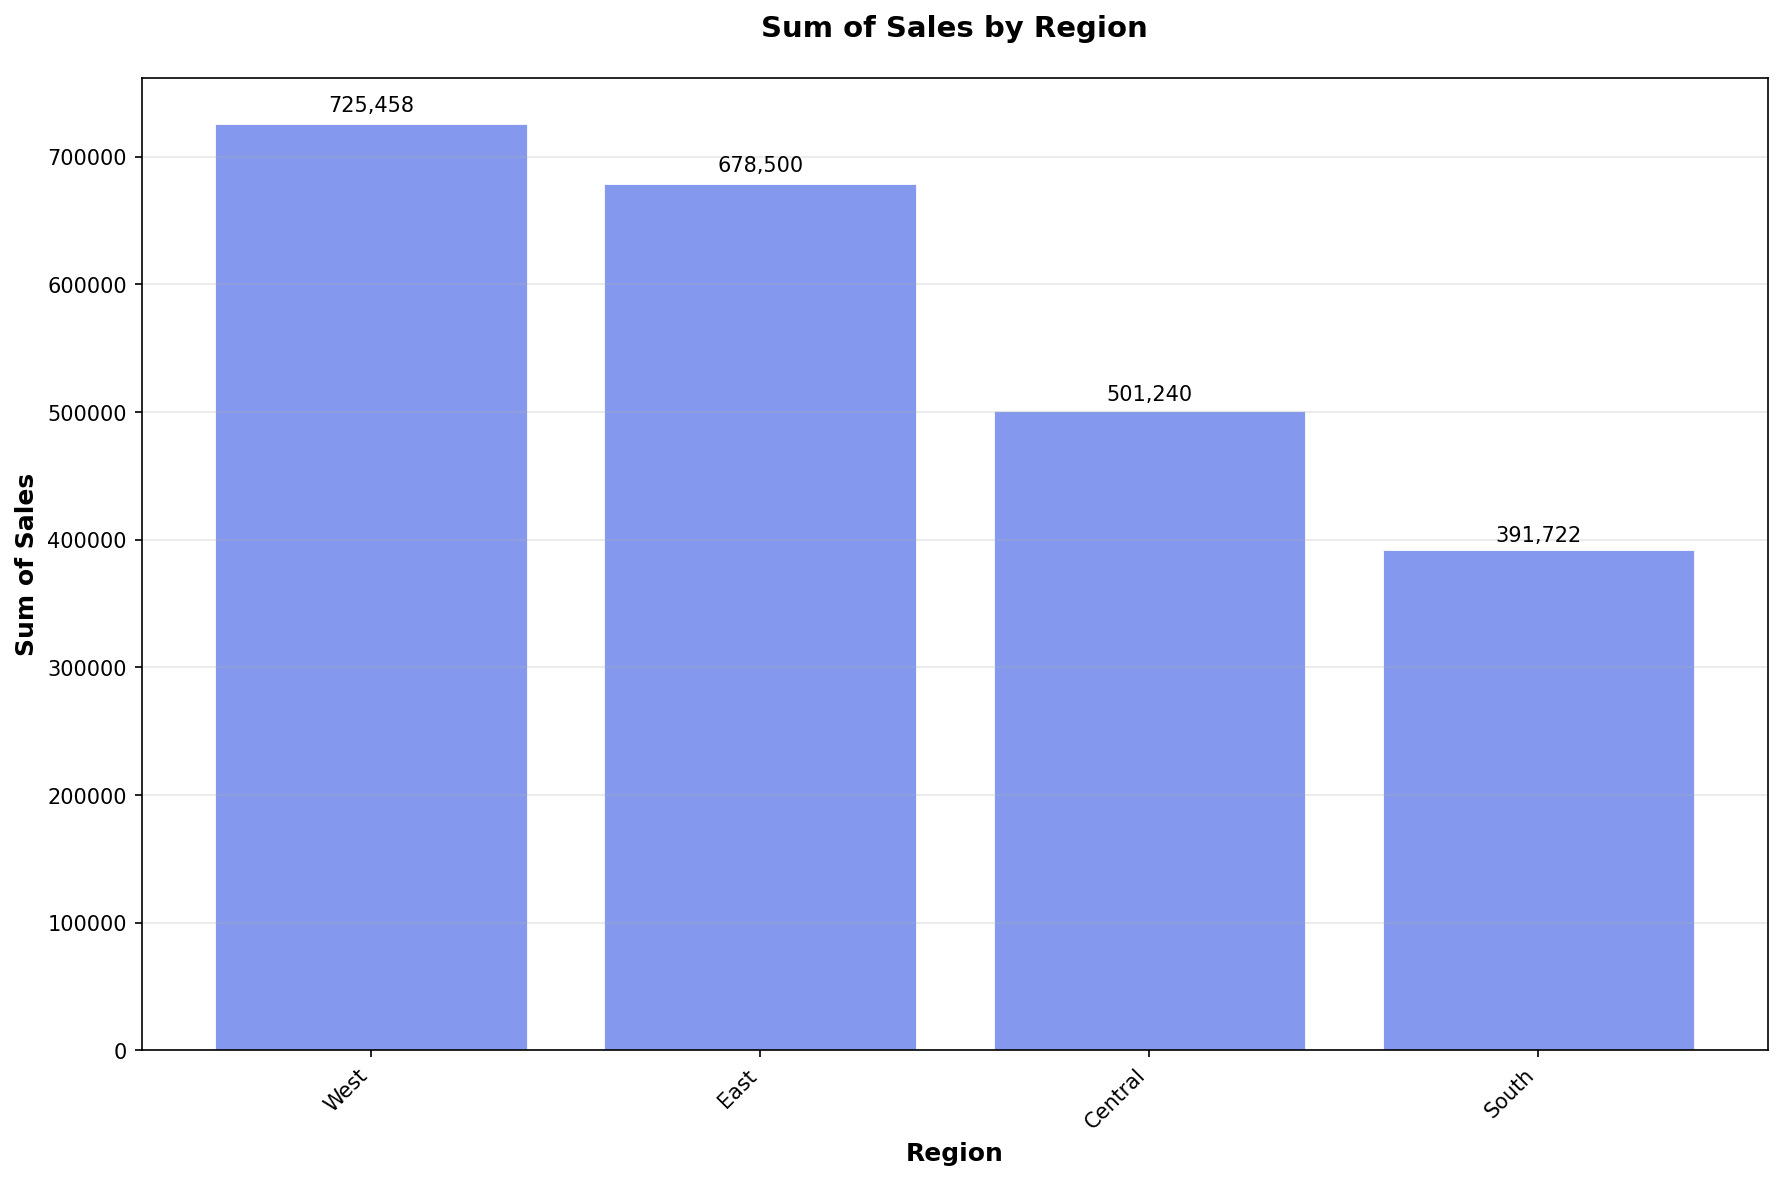 Sum of Sales by Region
Sum of Sales
700000
600000
500000
400000
300000
200000
100000
0
725,458
678,500
501,240
391,722
West
East
Central
South
Region